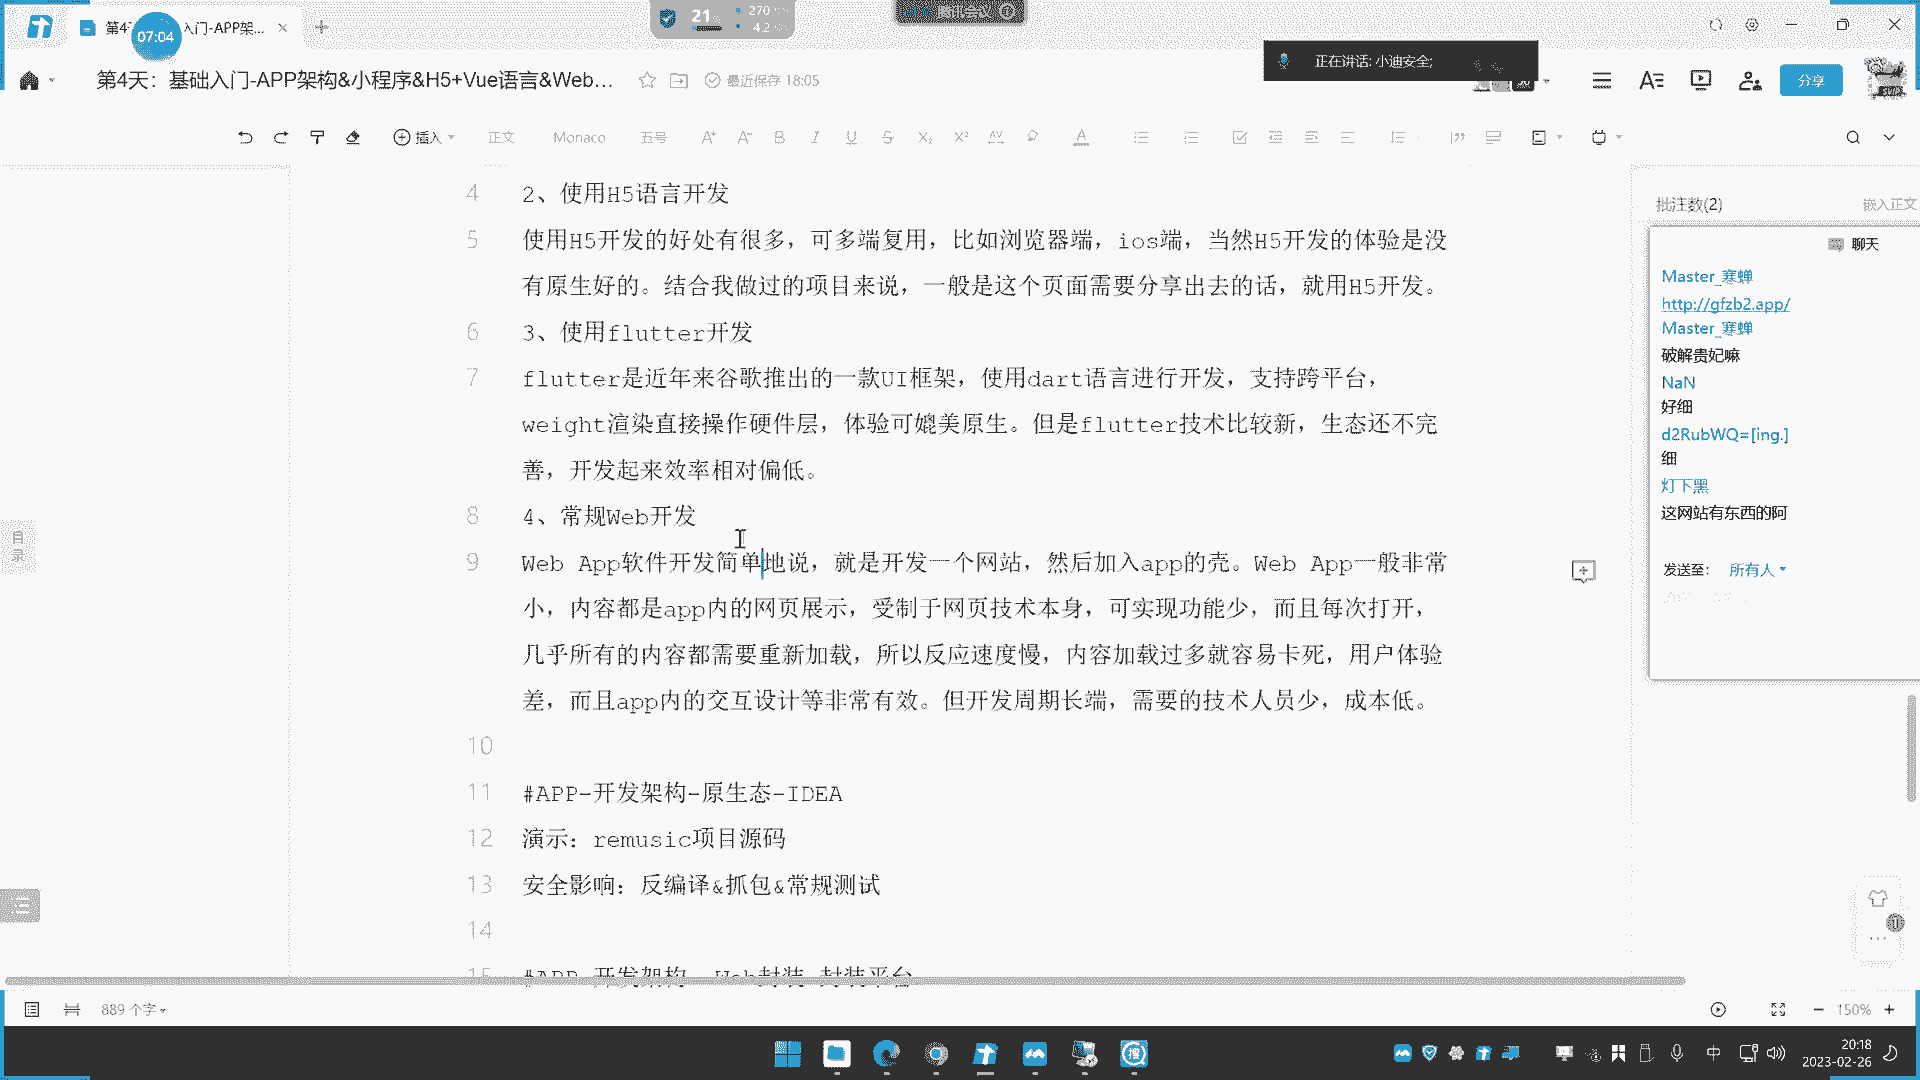 第4
07:04
入门-APP架...
21%
270
4.2
腾讯会议
正在讲话: 小迪安全;
第4天：基础入门-APP架构&小程序&H5+Vue语言&Web...
最近保存 18:05
分享
插入
正文
Monaco
五号
4 2、使用H5语言开发
5 使用H5开发的好处有很多，可多端复用，比如浏览器端，ios端，当然H5开发的体验是没
有原生好的。结合我做过的项目来说，一般是这个页面需要分享出去的话，就用H5开发。
6 3、使用flutter开发
7 flutter是近年来谷歌推出的一款UI框架，使用dart语言进行开发，支持跨平台，
weight渲染直接操作硬件层，体验可媲美原生。但是flutter技术比较新，生态还不完
善，开发起来效率相对偏低。
8 4、常规Web开发
9 Web App软件开发简单地说，就是开发一个网站，然后加入app的壳。Web App一般非常
小，内容都是app内的网页展示，受制于网页技术本身，可实现功能少，而且每次打开，
几乎所有的内容都需要重新加载，所以反应速度慢，内容加载过多就容易卡死，用户体验
差，而且app内的交互设计等非常有效。但开发周期长端，需要的技术人员少，成本低。
10
11 #APP-开发架构-原生态-IDEA
12 演示：remusic项目源码
13 安全影响：反编译&抓包&常规测试
14
15 #APP-开发架构--Web封装-封装平台
目录
批注数(2)
嵌入正文
聊天
Master_寒蝉
http://gfzb2.app/
Master_寒蝉
破解贵妃嘛
NaN
好细
d2RubWQ=[ing.]
细
灯下黑
这网站有东西的阿
发送至： 所有人
889 个字
150%
中
20:18
2023-02-26